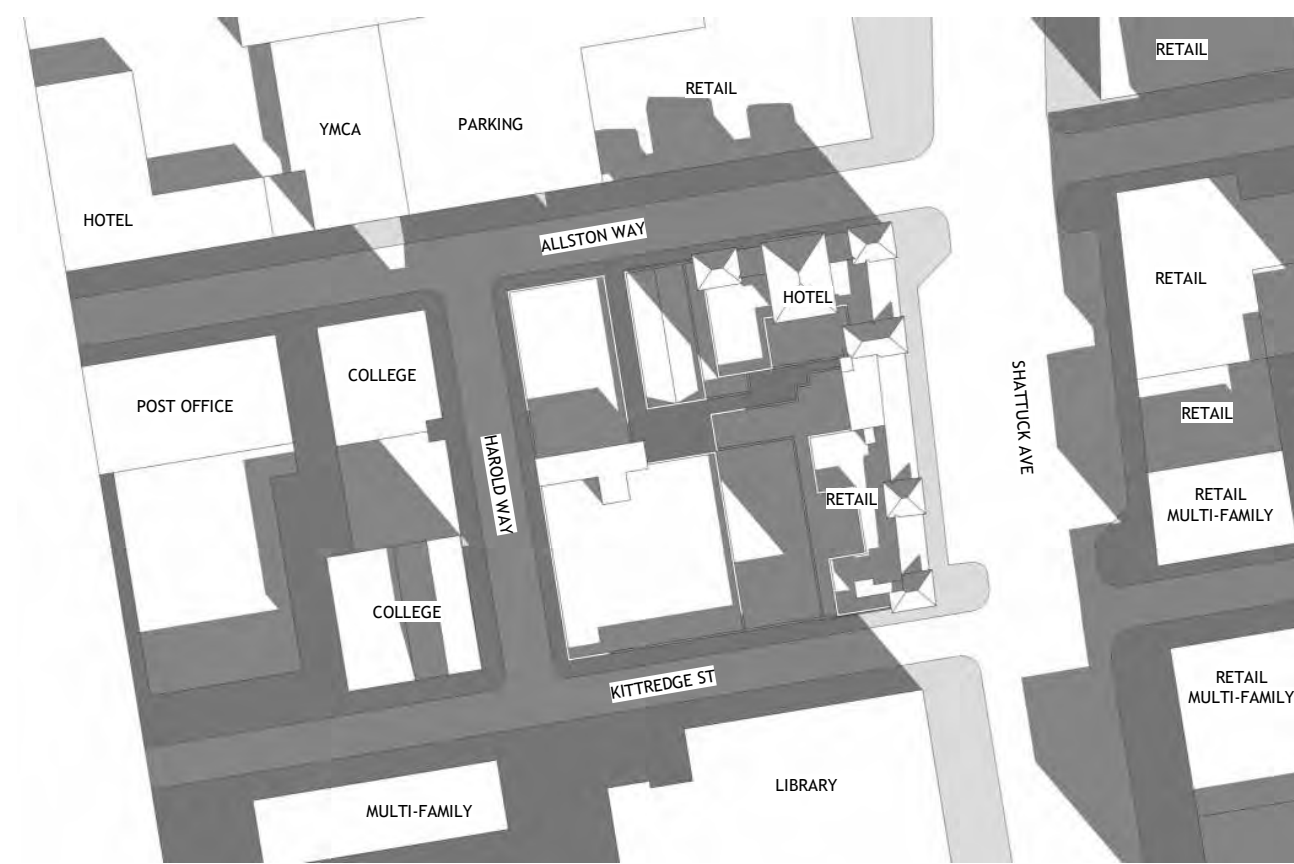 RETAIL
RETAIL
YMCA
PARKING
HOTEL
ALLSTON WAY
RETAIL
HOTEL
COLLEGE
SHATTUCK AVE
POST OFFICE
RETAIL
HAROLD WAY
RETAIL
RETAIL
MULTI-FAMILY
COLLEGE
KITTREDGE ST
RETAIL
MULTI-FAMILY
LIBRARY
MULTI-FAMILY